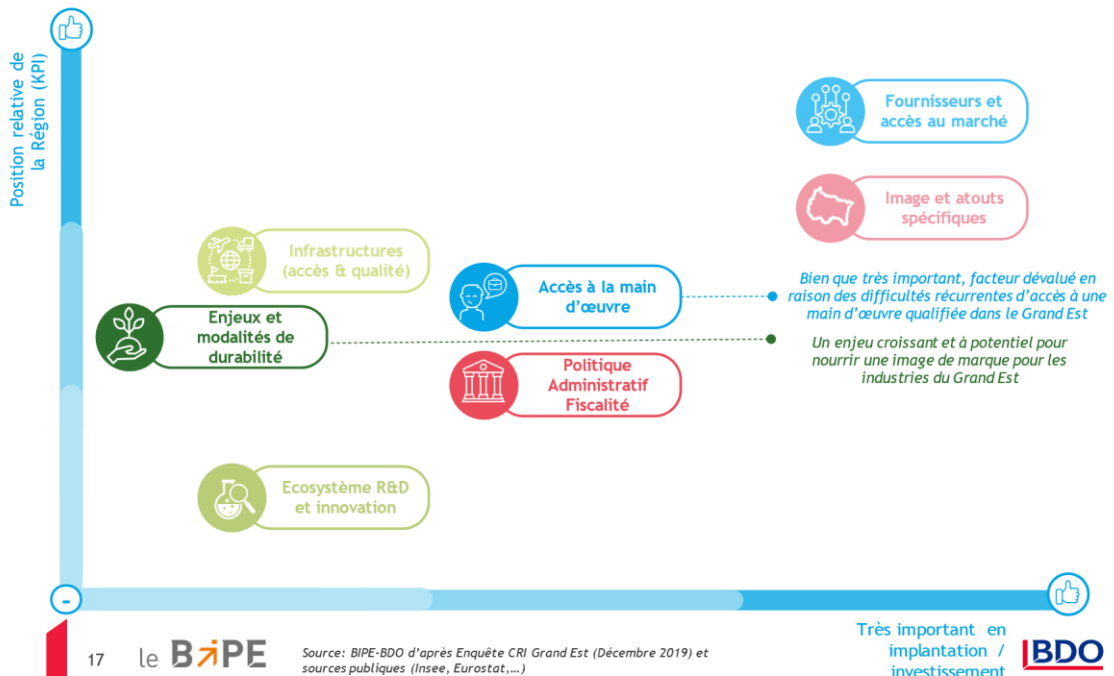 Position relative de
la Région (KPI)
Fournisseurs et
accès au marché
Image et atouts
spécifiques
Infrastructures
(accès & qualité)
Accès à la main
d'œuvre
Bien que très important, facteur dévalué en
raison des difficultés récurrentes d'accès à une
main d'œuvre qualifiée dans le Grand Est
Enjeux et
modalités de
durabilité
Un enjeu croissant et à potentiel pour
nourrir une image de marque pour les
industries du Grand Est
Politique
Administratif
Fiscalité
Ecosystème R&D
et innovation
-
Très important en
implantation /
investissement
17
le BIPE
Source: BIPE-BDO d'après Enquête CRI Grand Est (Décembre 2019) et
sources publiques (Insee, Eurostat,…)
BDO